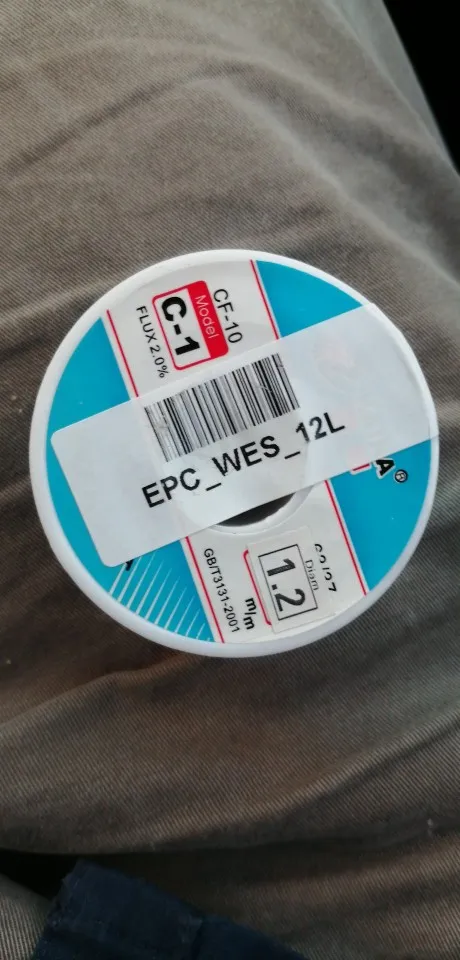 CF-10
Model
C-1
FLUX 2.0%
EPC_WES_12L
A®
Diam
1.2
m/m
GB/T3131-2001